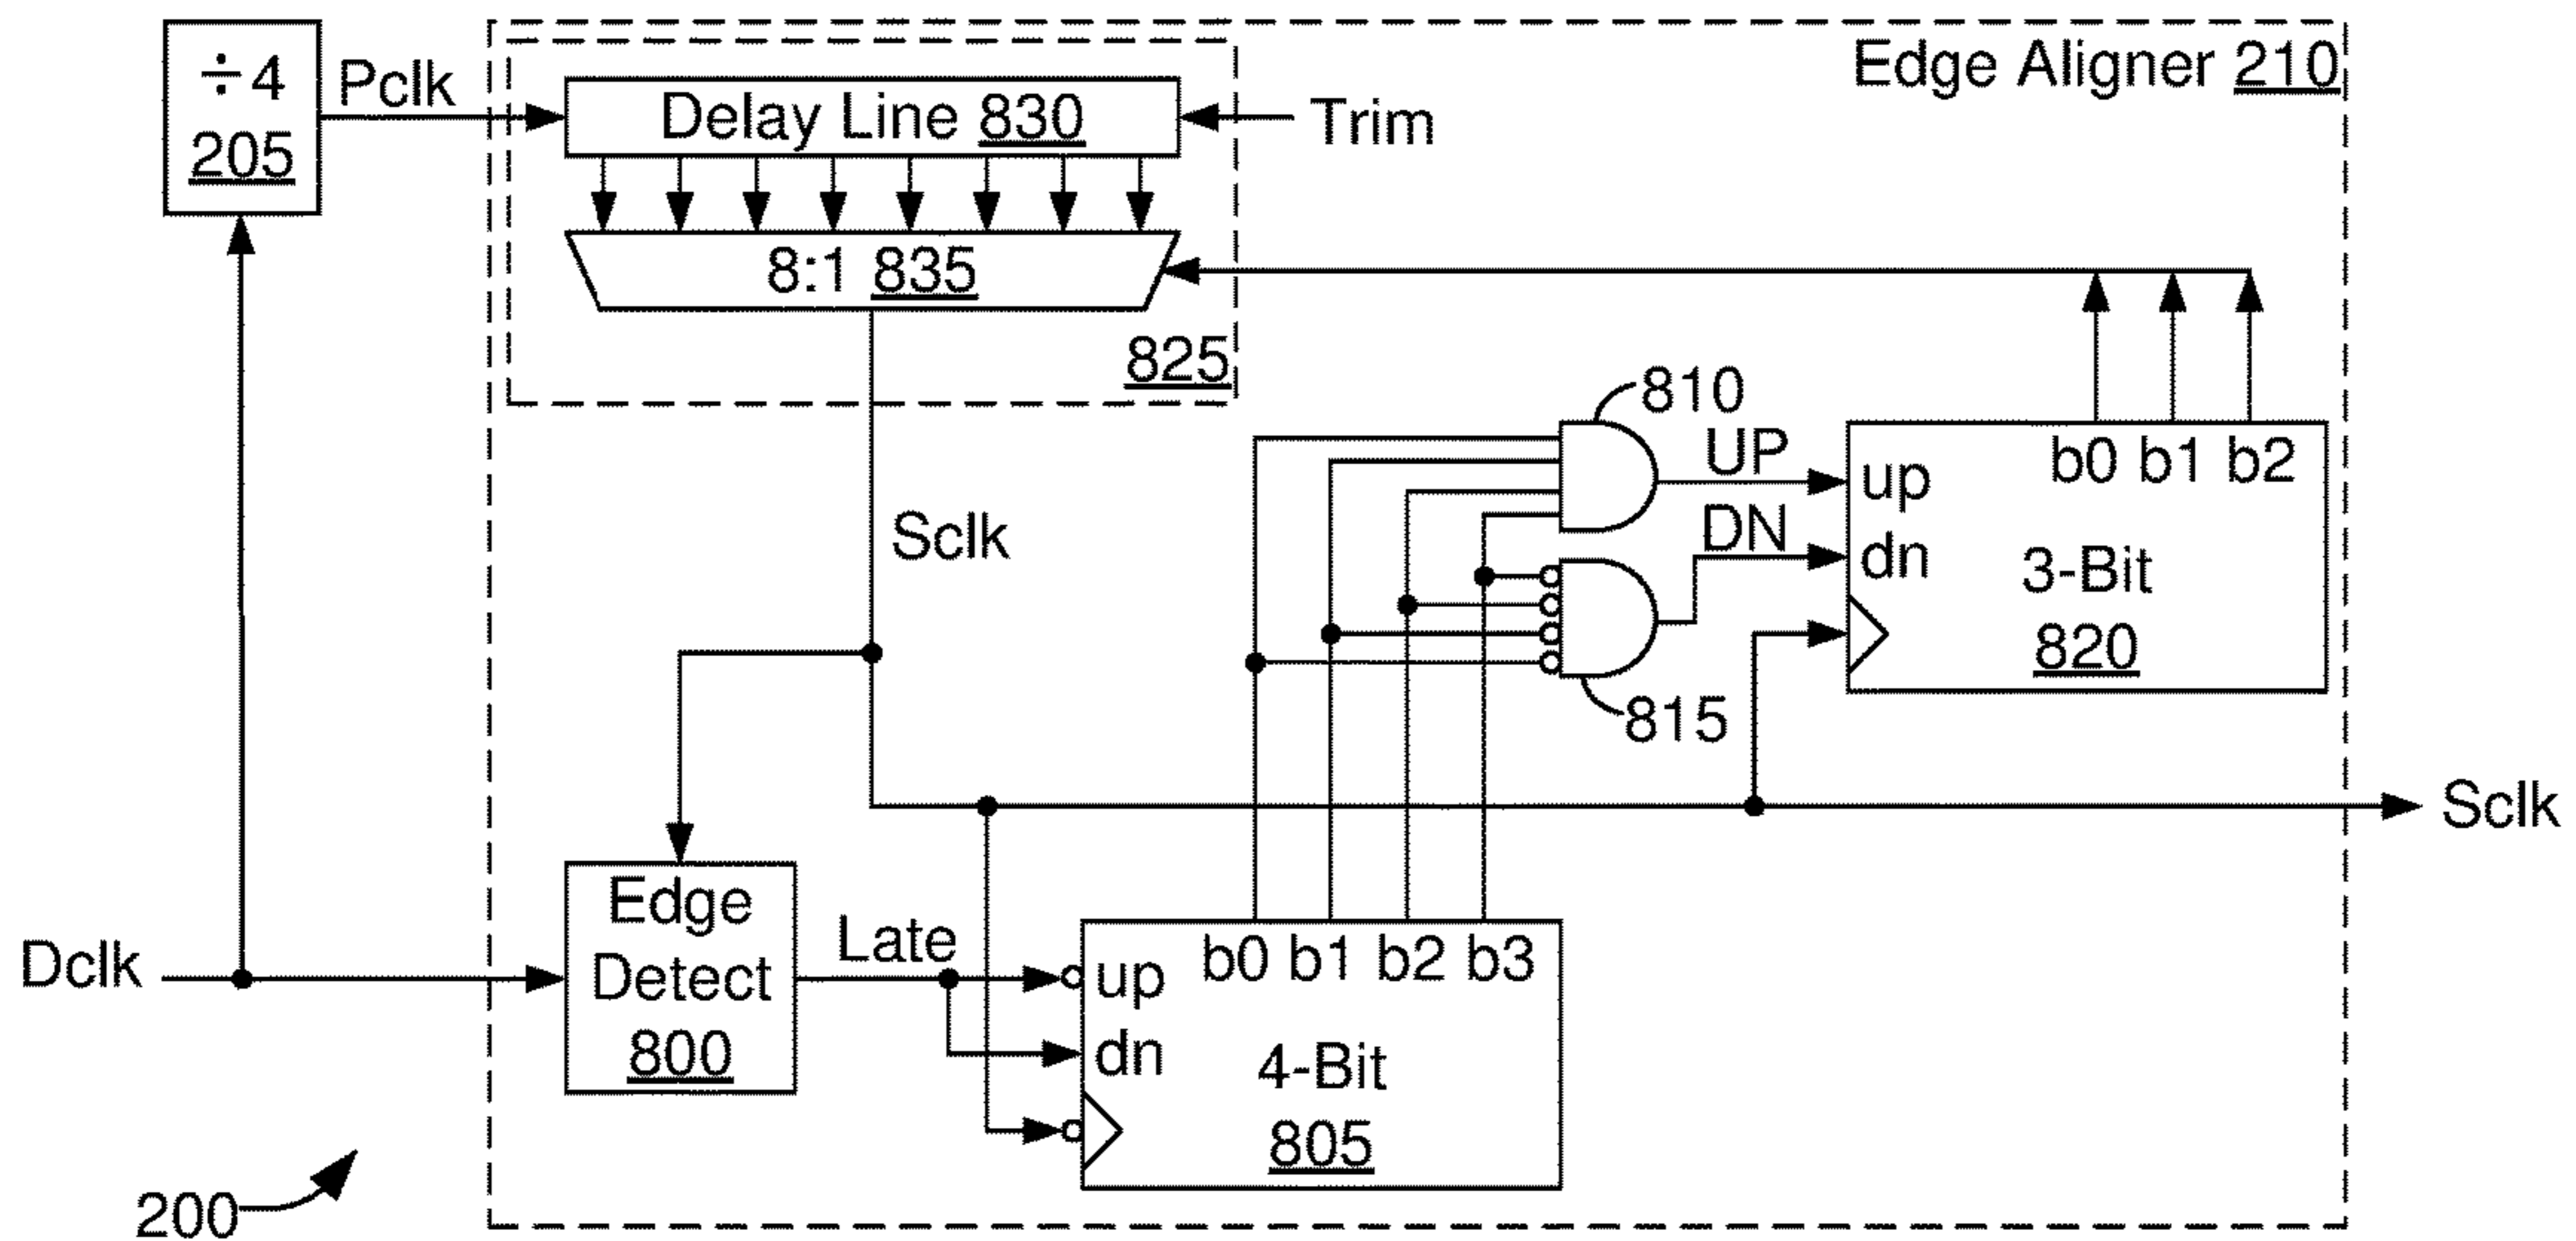 ÷4
205
Pclk
Delay Line 830
Trim
Edge Aligner 210
8:1 835
825
810
UP
DN
up
dn
b0 b1 b2
3-Bit
820
815
Sclk
Sclk
Dclk
Edge
Detect
800
Late
up
dn
b0 b1 b2 b3
4-Bit
805
200